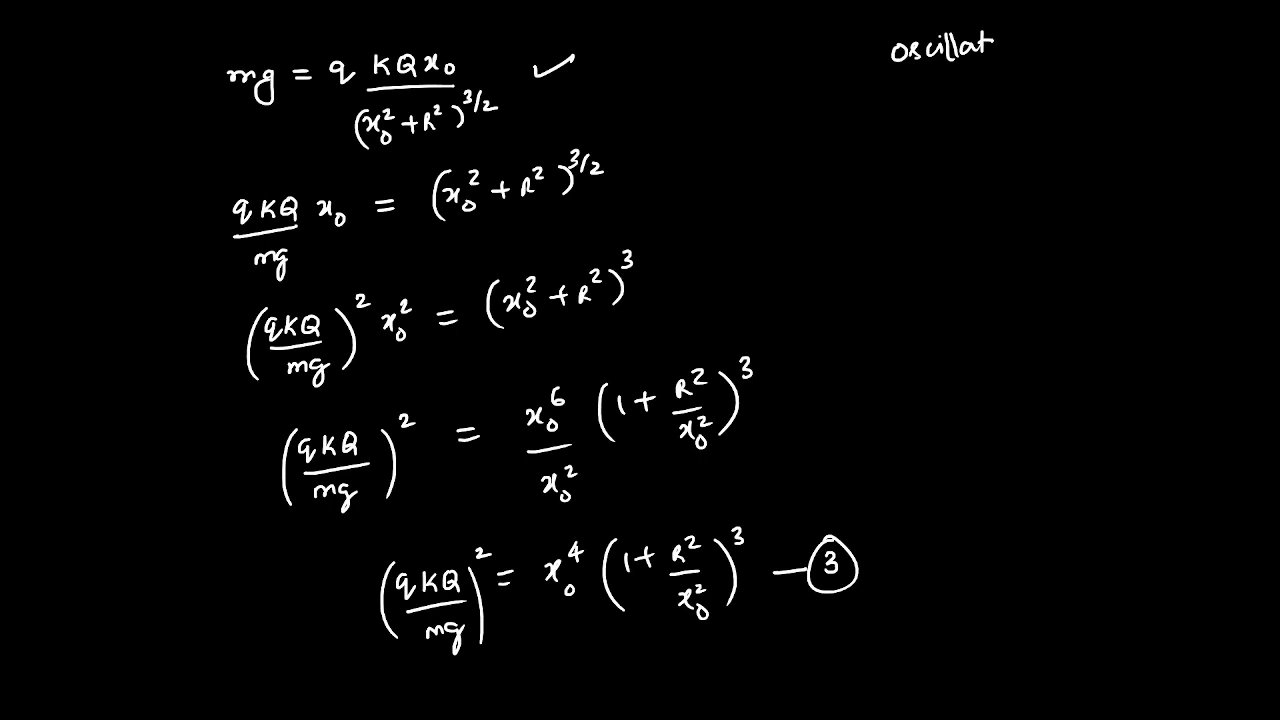 mg = q KQx₀/(x₀² + R²)^3/2 ✓
oscillat
qKQ/mg x₀ = (x₀² + R²)^3/2
(qKQ/mg)² x₀² = (x₀² + R²)³
(qKQ/mg)² = x₀⁶/x₀² (1 + R²/x₀²)³
(qKQ/mg)² = x₀⁴ (1 + R²/x₀²)³ — ③